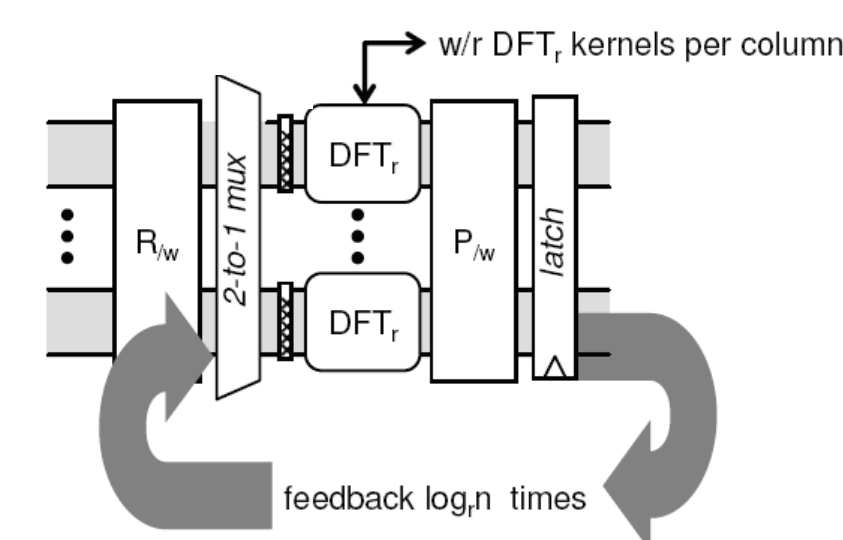 w/r DFTᵣ kernels per column
R/w
2-to-1 mux
DFTᵣ
DFTᵣ
P/w
latch
feedback logᵣn times